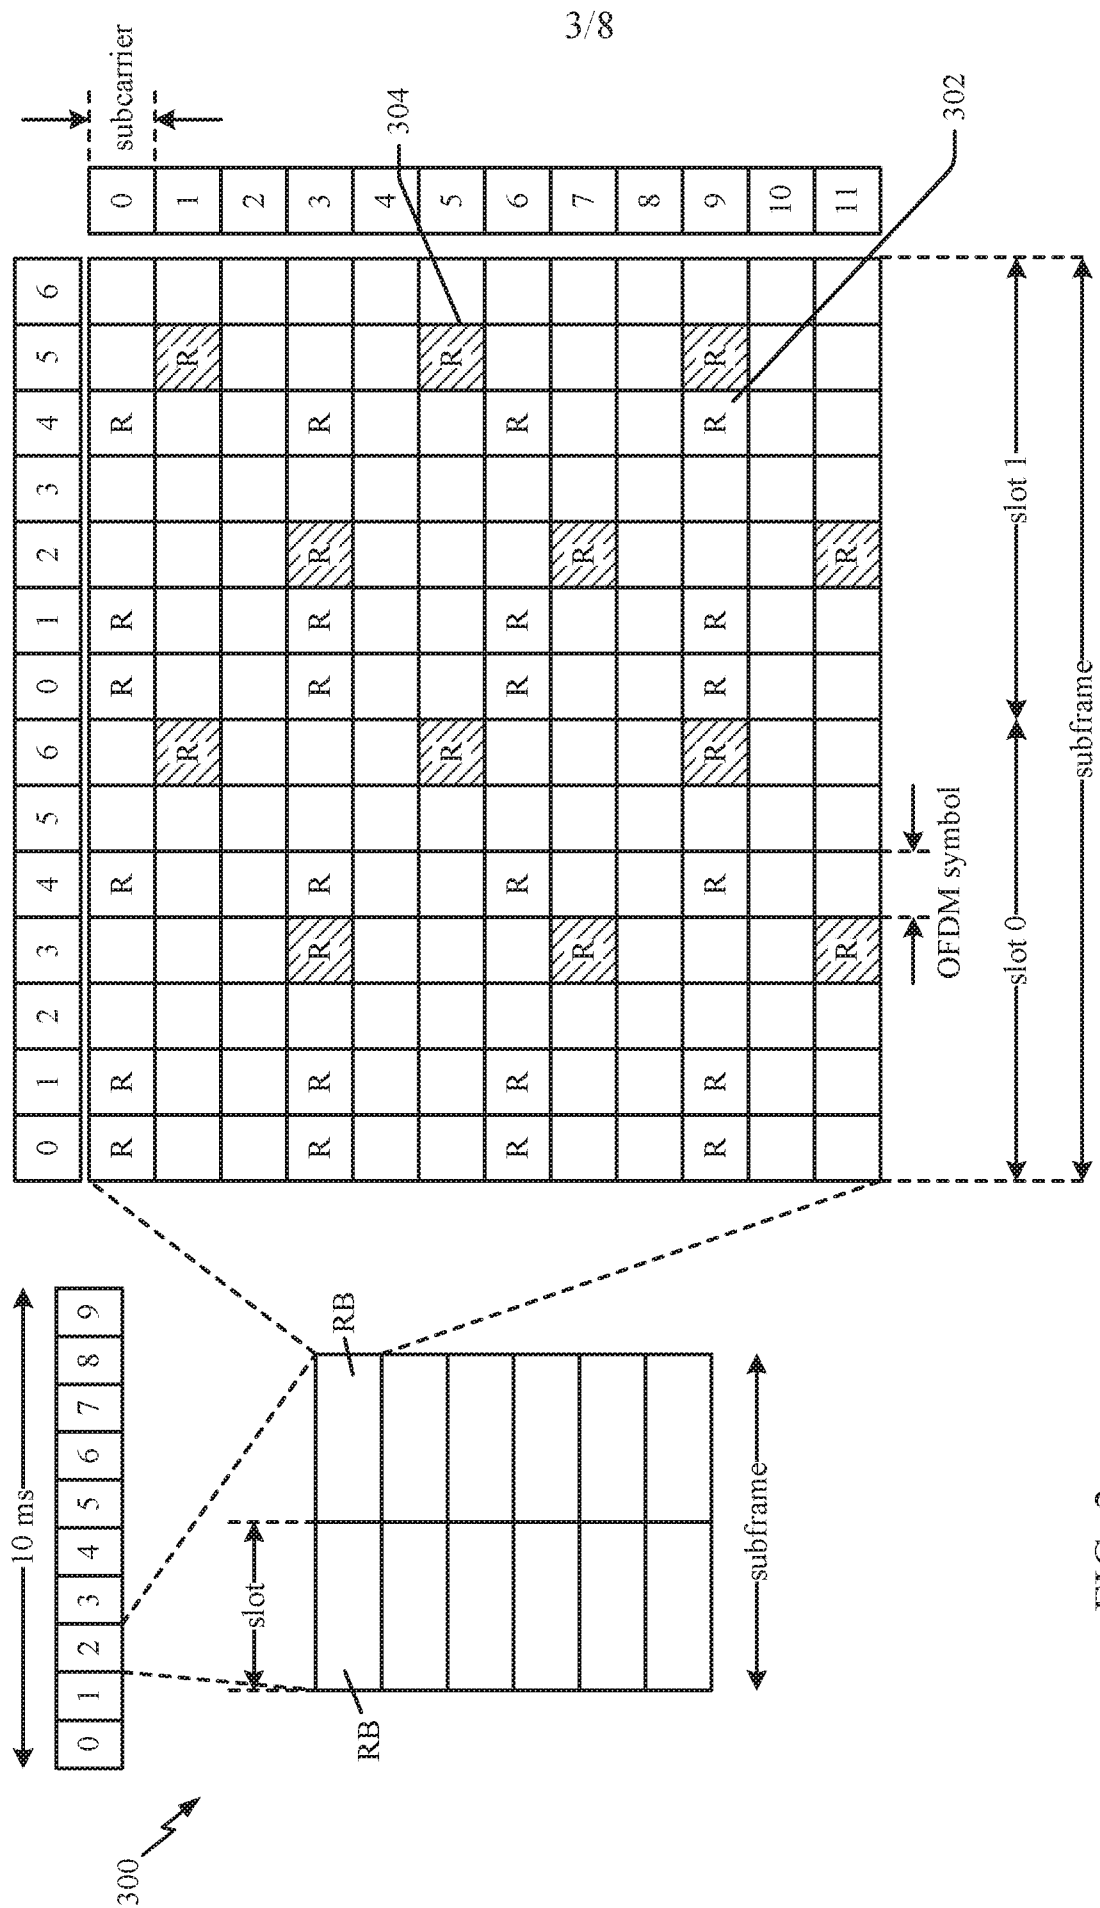 3/8
300
10 ms
0 1 2 3 4 5 6 7 8 9
slot
RB
RB
subframe
0 1 2 3 4 5 6 0 1 2 3 4 5 6
subcarrier
R R R R R R 0
R R 1
2
R R R R R R R R 3
4
R R 5
R R R R R R 6
R R 7
8
R R R R R R R R 9
10
R R 11
304
302
OFDM symbol
slot 0
slot 1
subframe